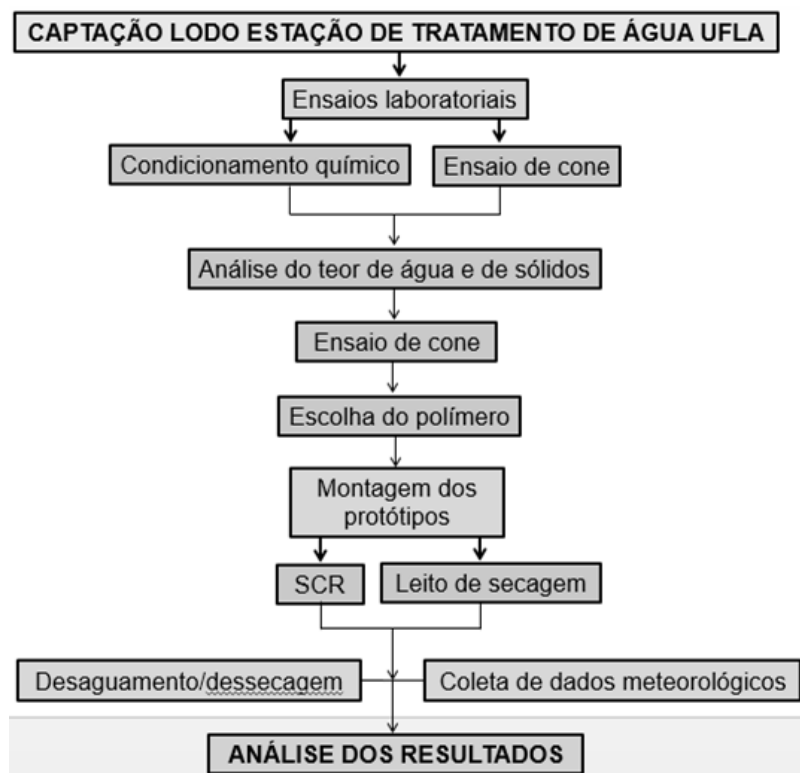 CAPTAÇÃO LODO ESTAÇÃO DE TRATAMENTO DE ÁGUA UFLA
Ensaios laboratoriais
Condicionamento químico
Ensaio de cone
Análise do teor de água e de sólidos
Ensaio de cone
Escolha do polímero
Montagem dos
protótipos
SCR
Leito de secagem
Desaguamento/dessecagem
Coleta de dados meteorológicos
ANÁLISE DOS RESULTADOS